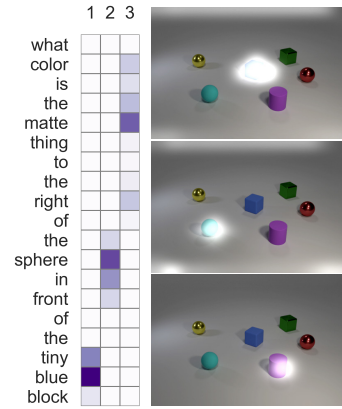 1 2 3
what
color
is
the
matte
thing
to
the
right
of
the
sphere
in
front
of
the
tiny
blue
block